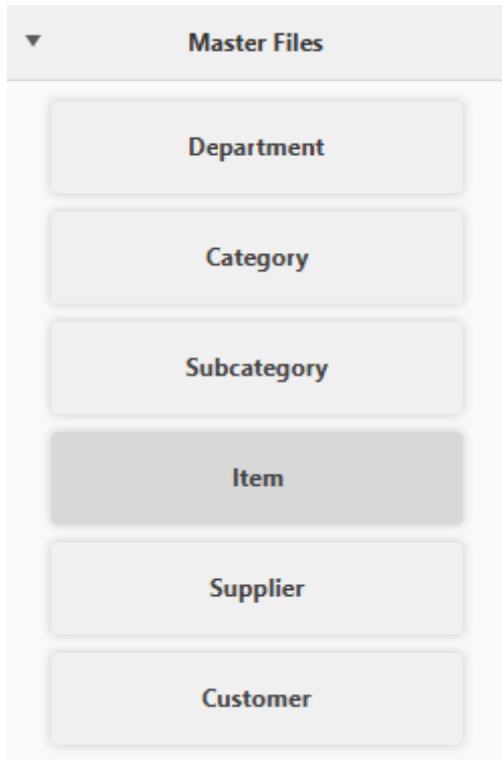 Master Files
Department
Category
Subcategory
Item
Supplier
Customer